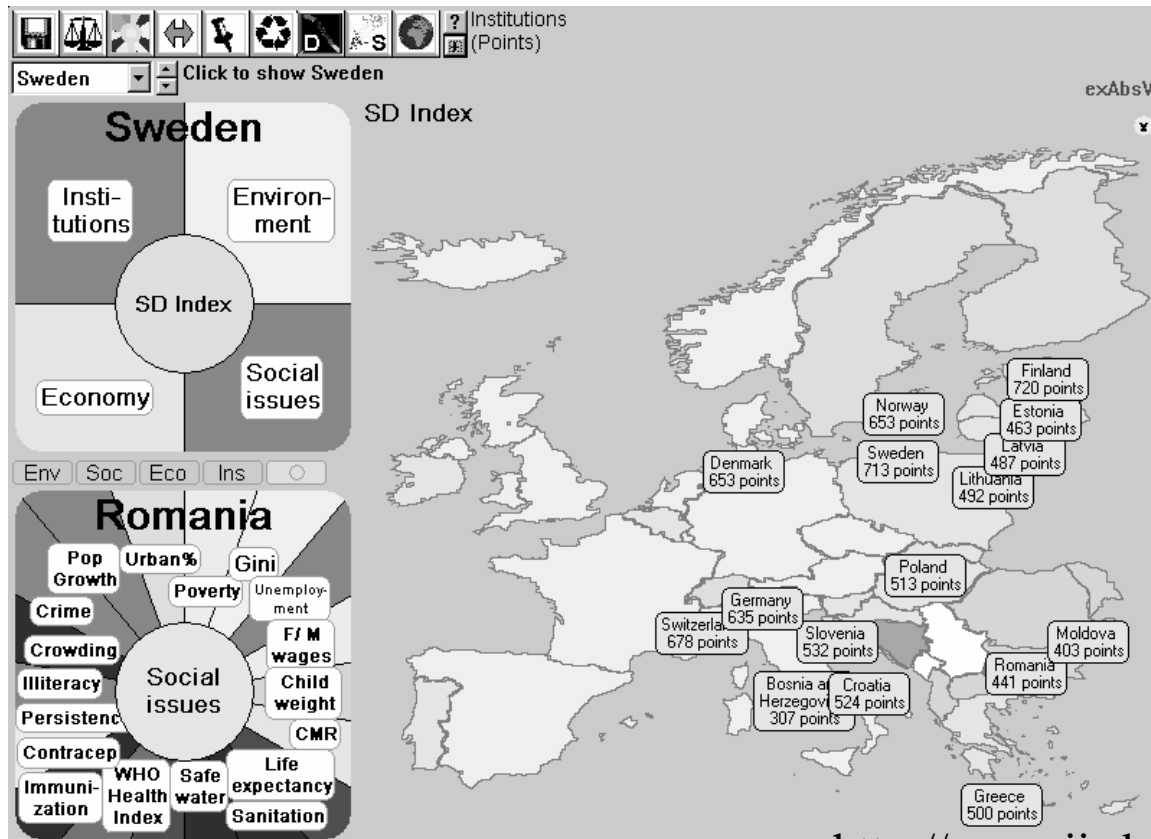 ? Institutions
(Points)
D
A-S
Sweden
Click to show Sweden
exAbsV
SD Index
Sweden
Insti-
tutions
Environ-
ment
SD Index
Economy
Social
issues
Env
Soc
Eco
Ins
Romania
Pop
Growth
Urban%
Gini
Poverty
Unemploy-
ment
Crime
F/ M
wages
Crowding
Illiteracy
Child
weight
Social
issues
Persistenc
CMR
Contracep
Life
expectancy
Immuni-
zation
WHO
Health
Index
Safe
water
Sanitation
Finland
720 points
Norway
653 points
Estonia
463 points
Latvia
487 points
Sweden
713 points
Denmark
653 points
Lithuania
492 points
Poland
513 points
Germany
635 points
Switzerlan
678 points
Slovenia
532 points
Moldova
403 points
Romania
441 points
Bosnia an
Herzegovin
307 points
Croatia
524 points
Greece
500 points